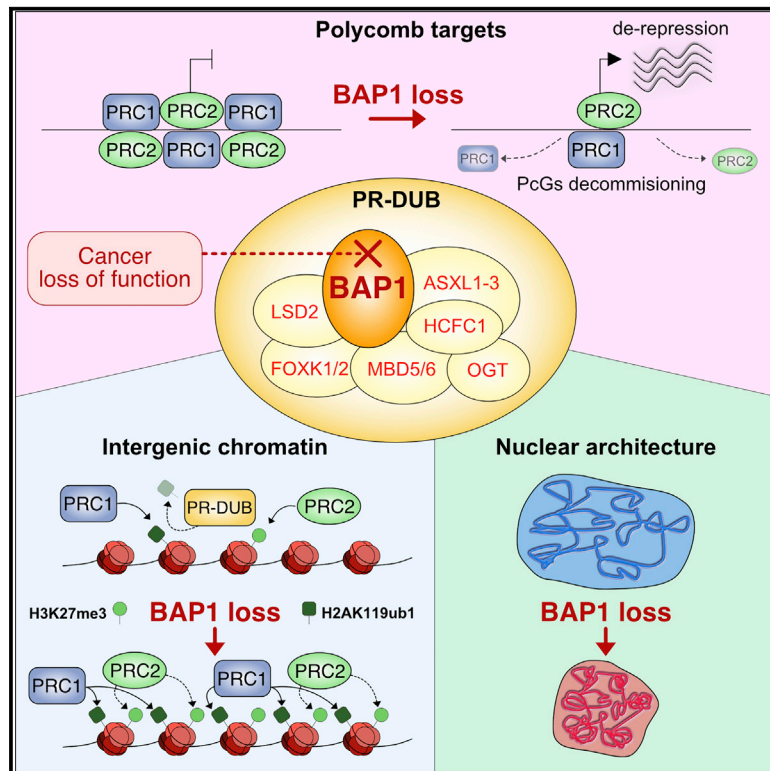 Polycomb targets
de-repression
PRC1 PRC2 PRC1
PRC2 PRC1 PRC2
BAP1 loss
PRC2
PRC1
PRC1
PRC2
PcGs decommisioning
PR-DUB
Cancer
loss of function
BAP1
ASXL1-3
LSD2
HCFC1
FOXK1/2
MBD5/6
OGT
Intergenic chromatin
PRC1
PR-DUB
PRC2
H3K27me3
BAP1 loss
H2AK119ub1
PRC1
PRC2
PRC1
PRC2
Nuclear architecture
BAP1 loss